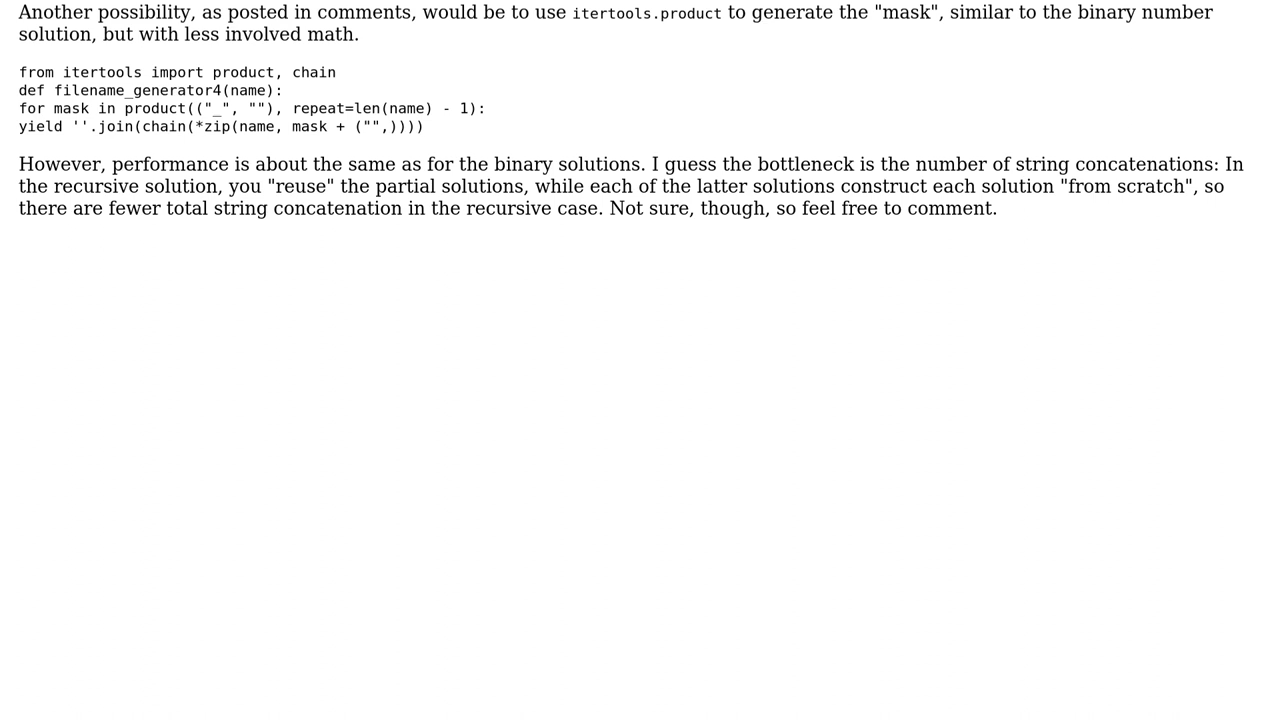 Another possibility, as posted in comments, would be to use itertools.product to generate the "mask", similar to the binary number
solution, but with less involved math.
from itertools import product, chain
def filename_generator4(name):
for mask in product(("_", ""), repeat=len(name) - 1):
yield ''.join(chain(*zip(name, mask + ("",))))
However, performance is about the same as for the binary solutions. I guess the bottleneck is the number of string concatenations: In
the recursive solution, you "reuse" the partial solutions, while each of the latter solutions construct each solution "from scratch", so
there are fewer total string concatenation in the recursive case. Not sure, though, so feel free to comment.